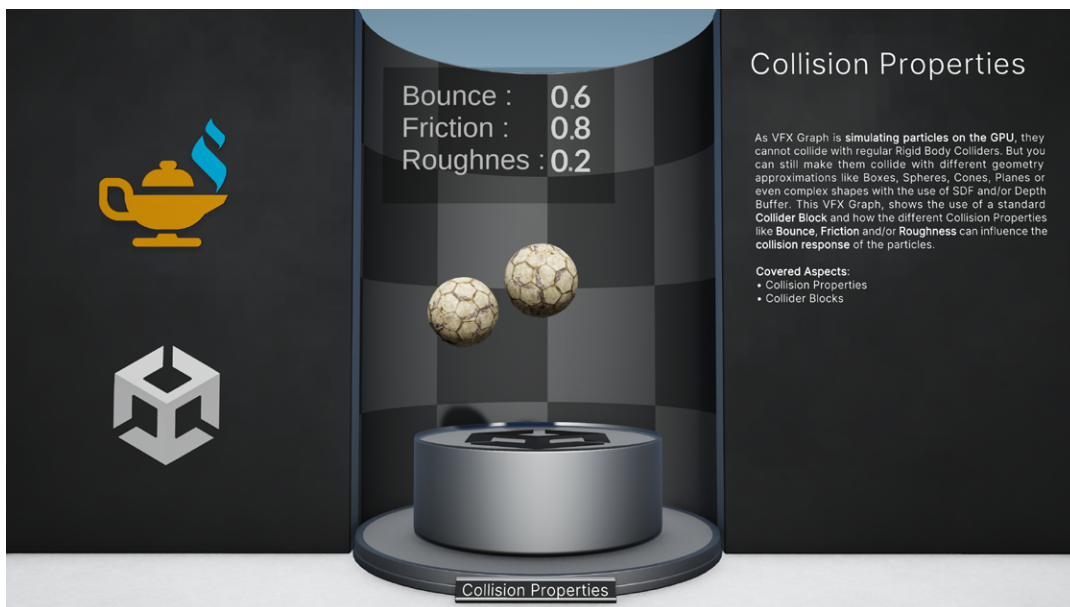 Bounce : 0.6
Friction : 0.8
Roughnes : 0.2
Collision Properties
As VFX Graph is simulating particles on the GPU, they
cannot collide with regular Rigid Body Colliders. But you
can still make them collide with different geometry
approximations like Boxes, Spheres, Cones, Planes or
even complex shapes with the use of SDF and/or Depth
Buffer. This VFX Graph, shows the use of a standard
Collider Block and how the different Collision Properties
like Bounce, Friction and/or Roughness can influence the
collision response of the particles.
Covered Aspects:
• Collision Properties
• Collider Blocks
Collision Properties